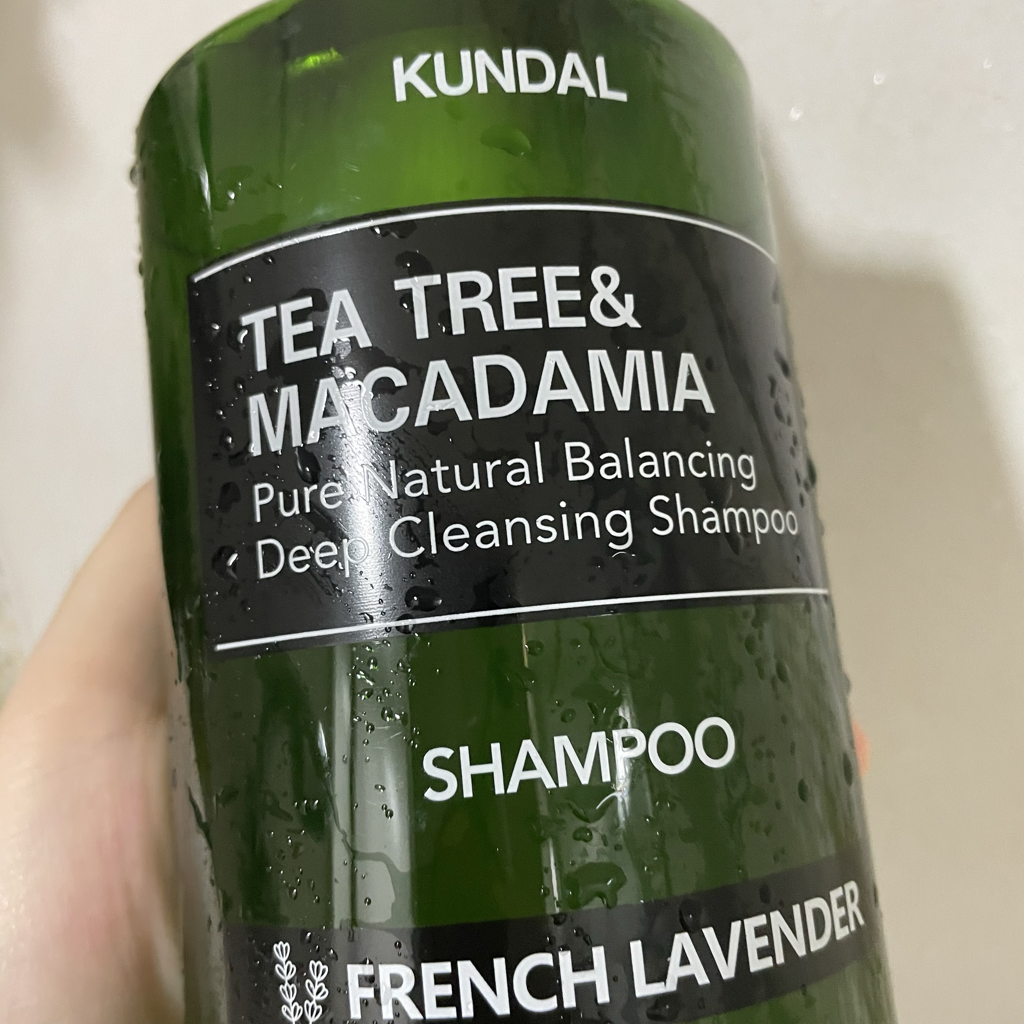 KUNDAL
TEA TREE&
MACADAMIA
Pure Natural Balancing
Deep Cleansing Shampoo
SHAMPOO
FRENCH LAVENDER